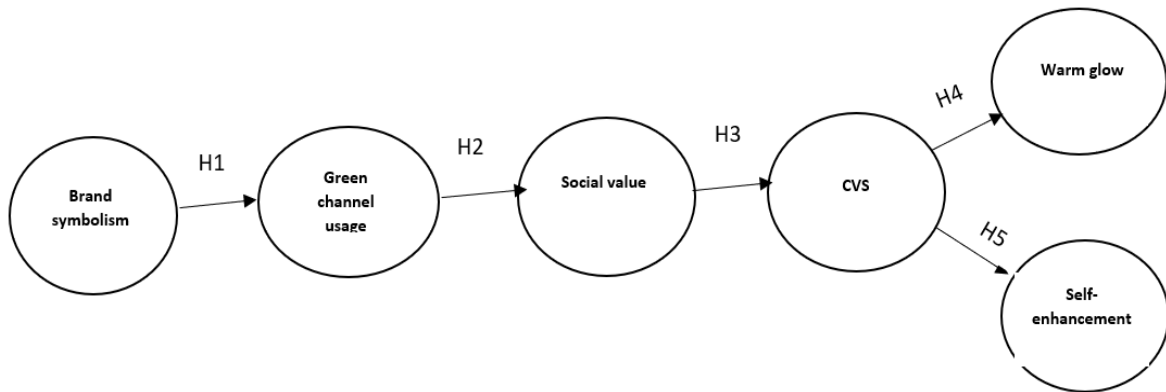 Brand
symbolism
H1
Green
channel
usage
H2
Social value
H3
CVS
H4
Warm glow
H5
Self-
enhancement